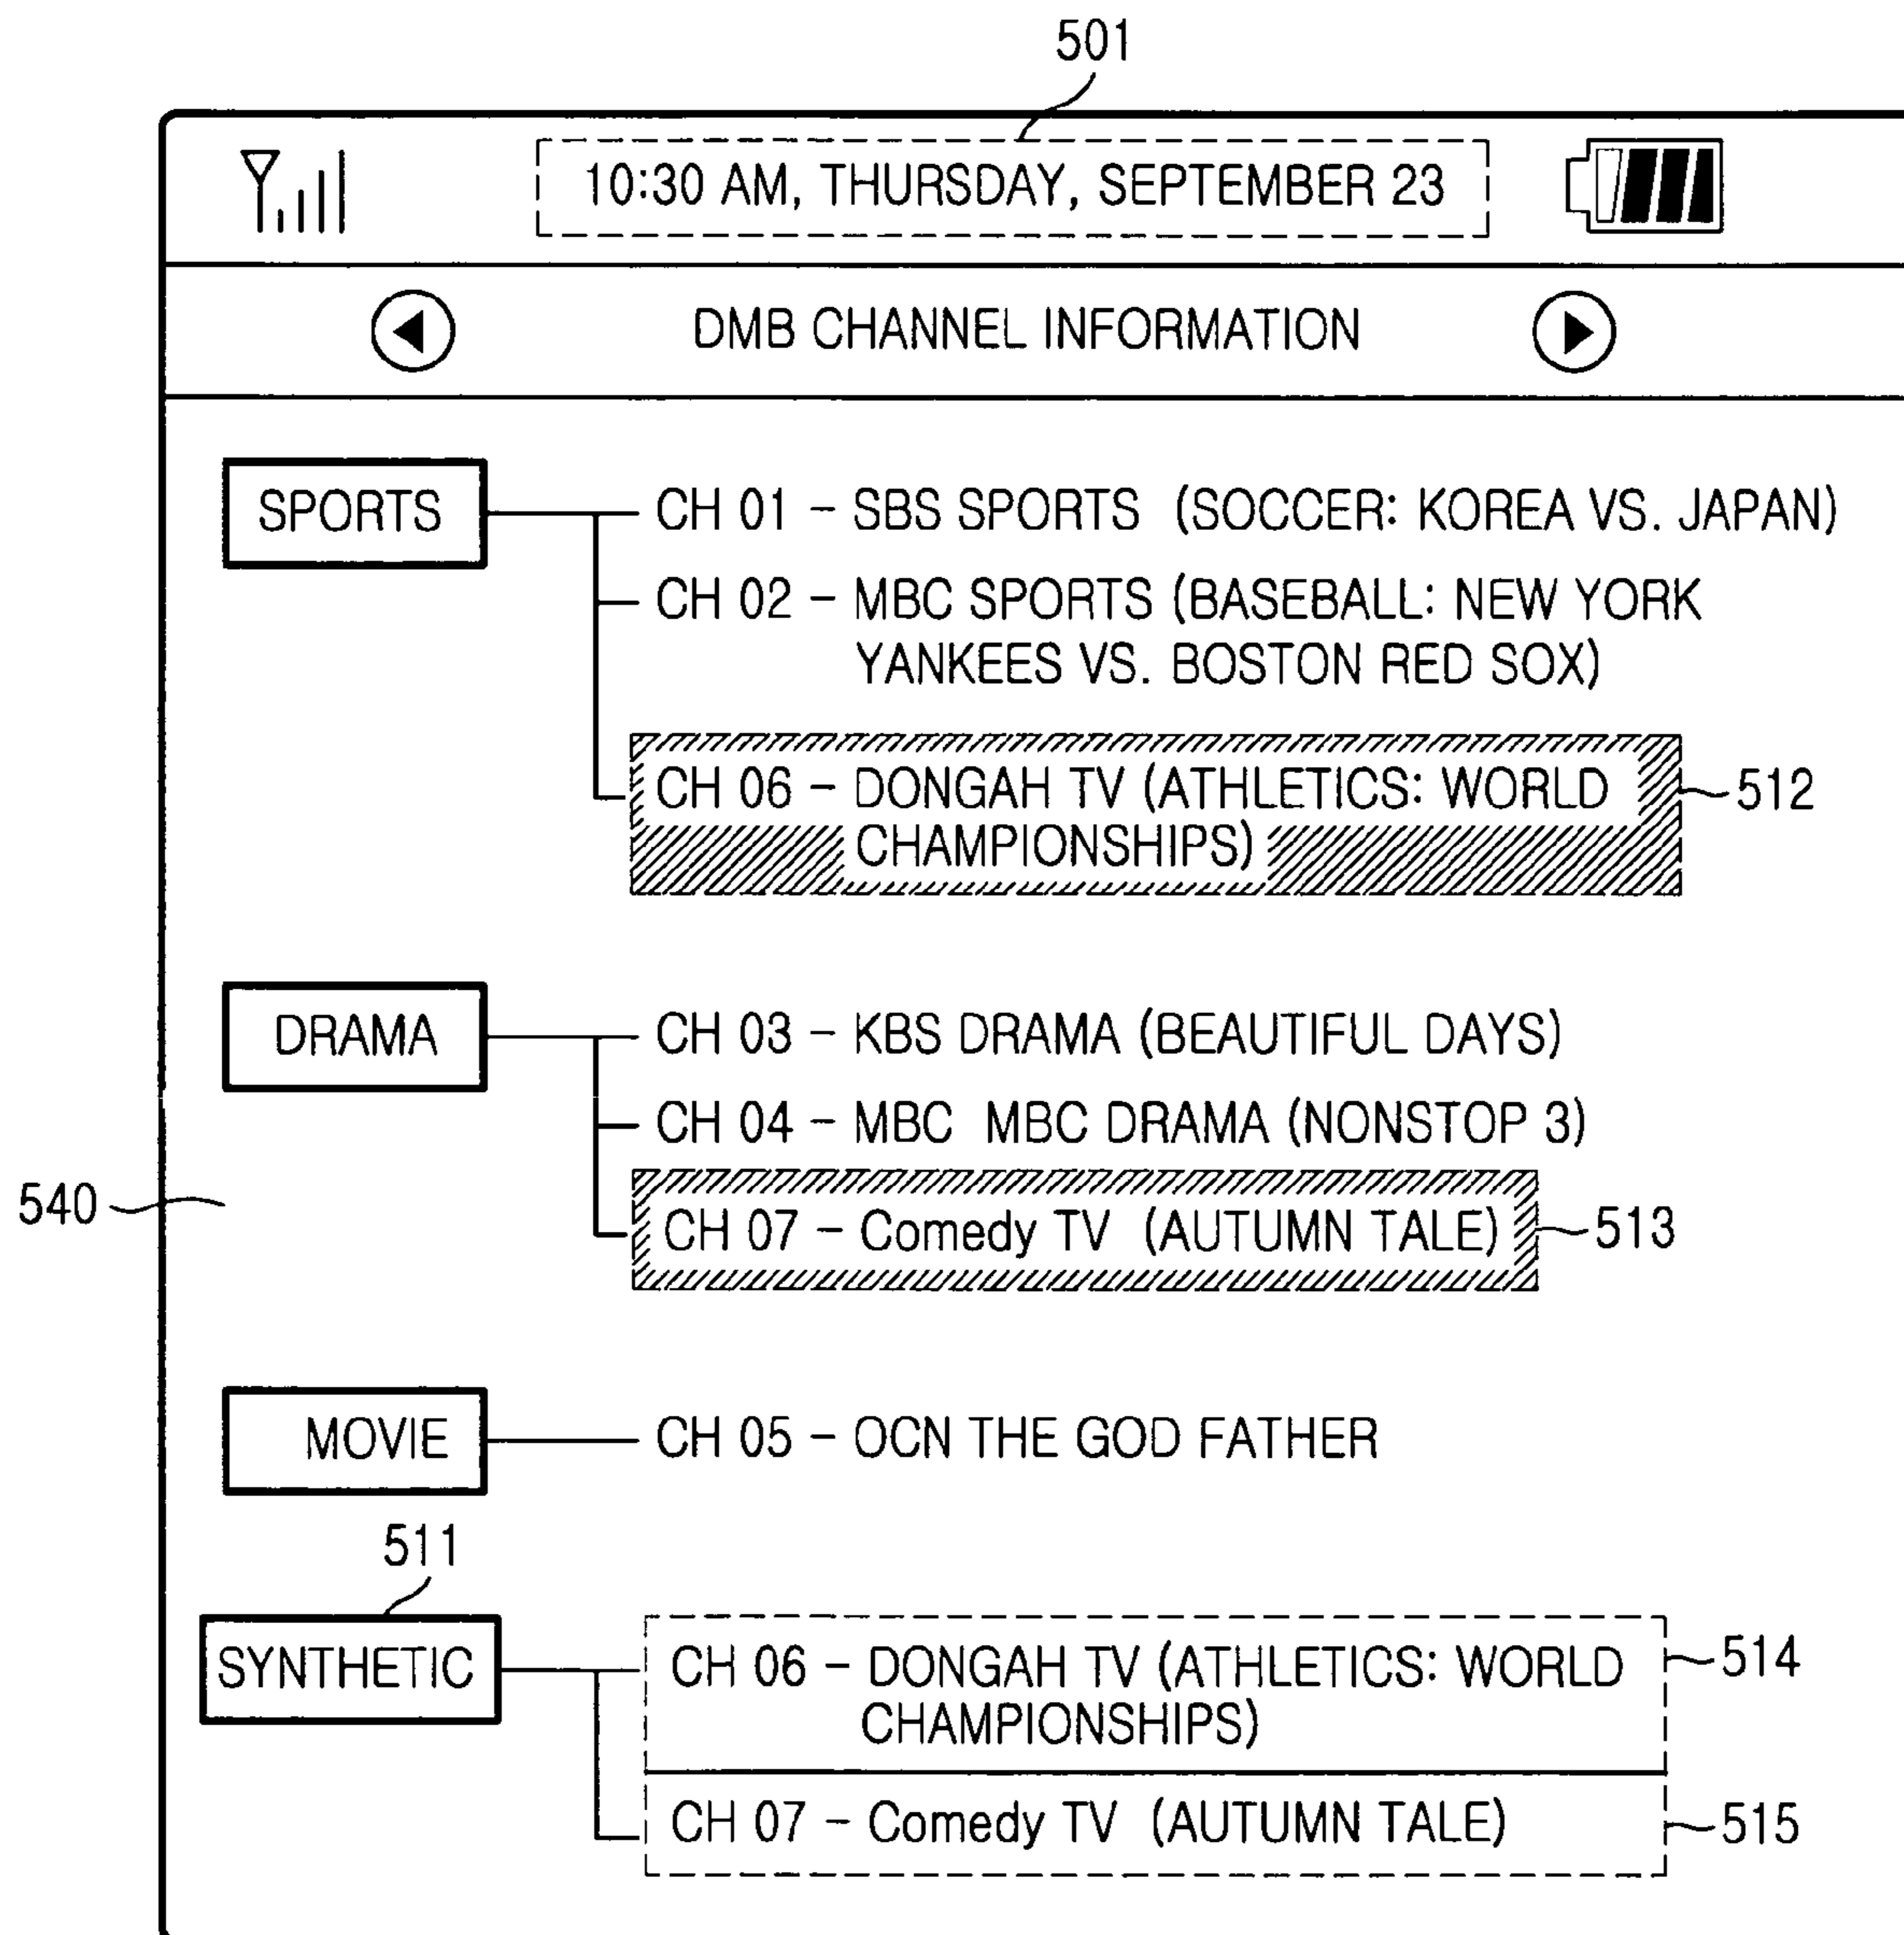 501
10:30 AM, THURSDAY, SEPTEMBER 23
DMB CHANNEL INFORMATION
SPORTS
CH 01 – SBS SPORTS (SOCCER: KOREA VS. JAPAN)
CH 02 – MBC SPORTS (BASEBALL: NEW YORK
YANKEES VS. BOSTON RED SOX)
CH 06 – DONGAH TV (ATHLETICS: WORLD
CHAMPIONSHIPS)
512
DRAMA
CH 03 – KBS DRAMA (BEAUTIFUL DAYS)
CH 04 – MBC MBC DRAMA (NONSTOP 3)
540
CH 07 – Comedy TV (AUTUMN TALE)
513
MOVIE
CH 05 – OCN THE GOD FATHER
511
SYNTHETIC
CH 06 – DONGAH TV (ATHLETICS: WORLD
CHAMPIONSHIPS)
514
CH 07 – Comedy TV (AUTUMN TALE)
515